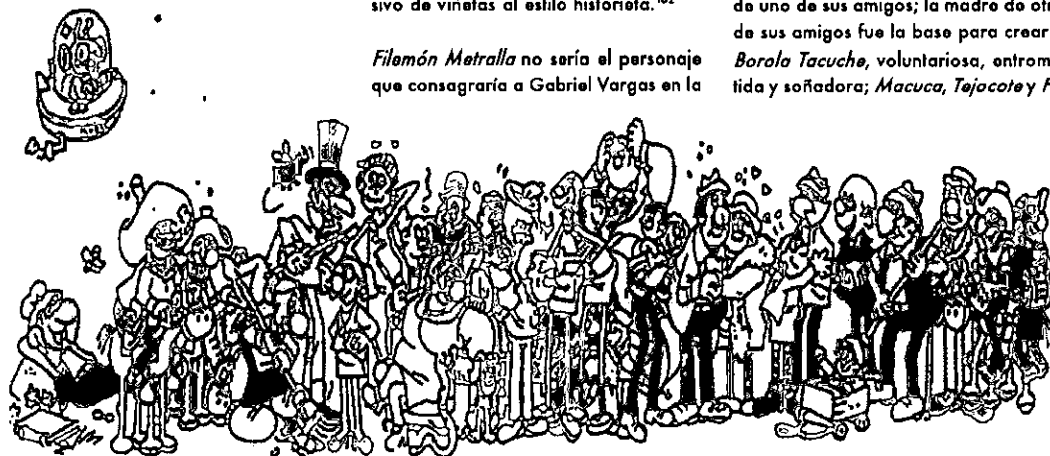 sivo de viñetas al estilo historieta.¹⁰²
Filemón Metralla no sería el personaje
que consagraría a Gabriel Vargas en la
de uno de sus amigos; la madre de otr
de sus amigos fue la base para crear
Borola Tacuche, voluntariosa, entrom
tida y soñadora; Macuca, Tejocote y F